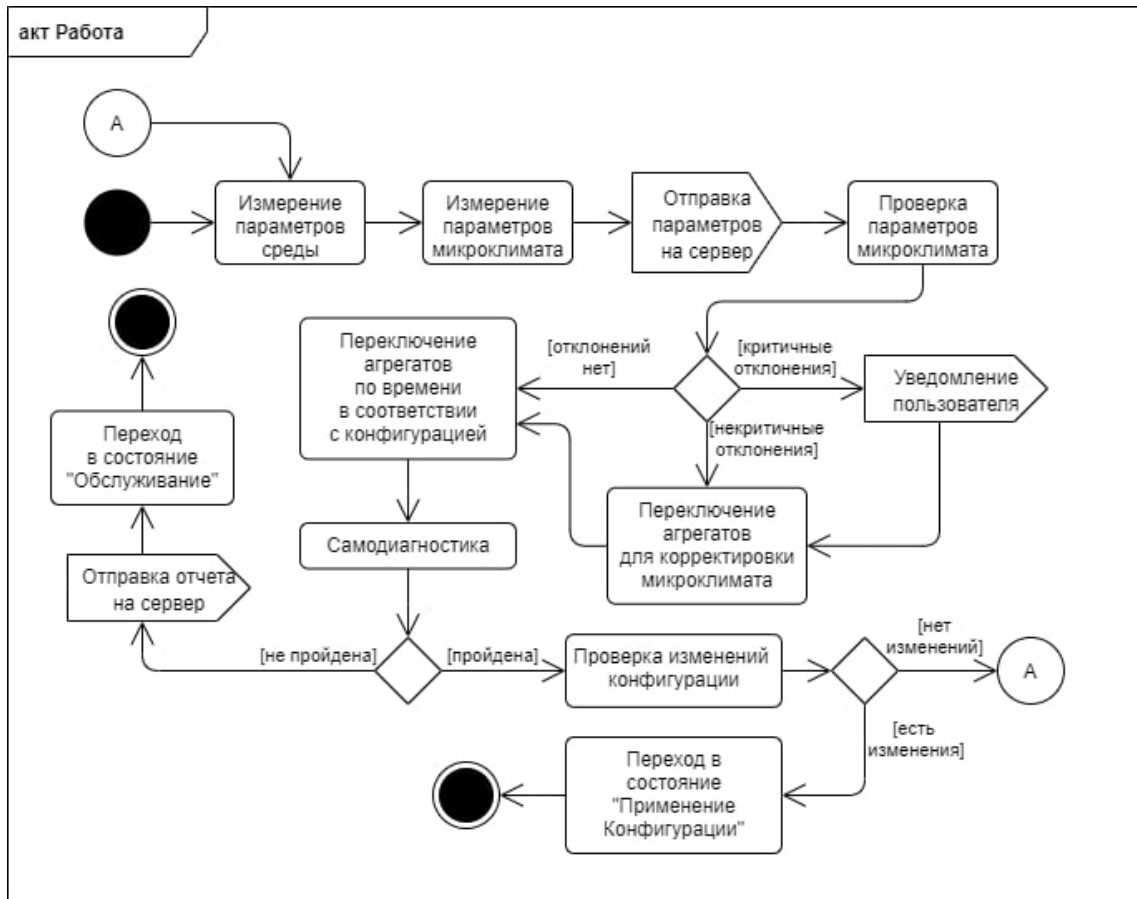 акт Работа
А
Измерение
параметров
среды
Измерение
параметров
микроклимата
Отправка
параметров
на сервер
Проверка
параметров
микроклимата
Переключение
агрегатов
по времени
в соответствии
с конфигурацией
[отклонений
нет]
[критичные
отклонения]
Уведомление
пользователя
[некритичные
отклонения]
Переход
в состояние
"Обслуживание"
Переключение
агрегатов
для корректировки
микроклимата
Самодиагностика
Отправка отчета
на сервер
[не пройдена]
[пройдена]
Проверка изменений
конфигурации
[нет
изменений]
А
[есть
изменения]
Переход в
состояние
"Применение
Конфигурации"